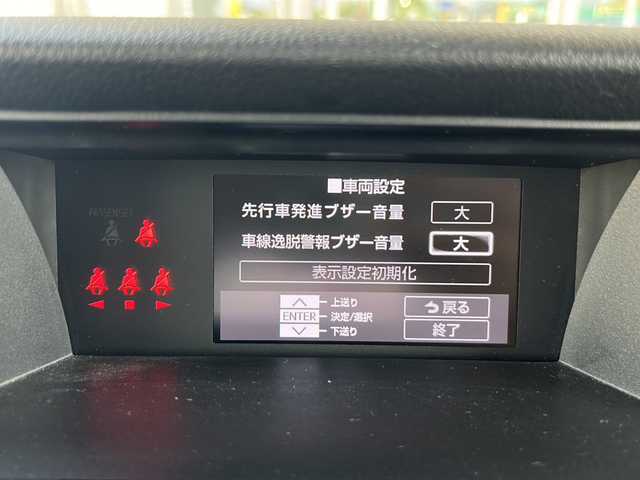 ■車両設定
先行車発進ブザー音量 大
車線逸脱警報ブザー音量 大
表示設定初期化
上送り
ENTER 決定/選択
下送り
戻る
終了